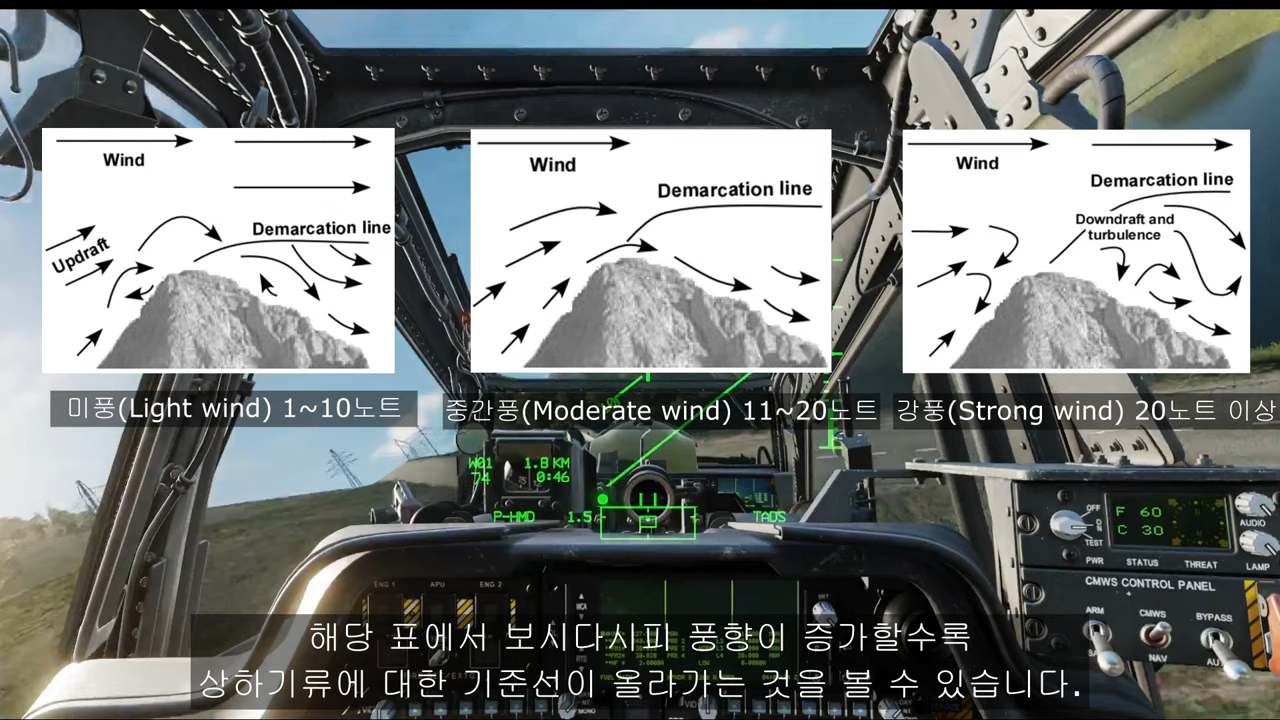 Wind
Demarcation line
Updraft
미풍(Light wind) 1~10노트
Wind
Demarcation line
중간풍(Moderate wind) 11~20노트
Wind
Demarcation line
Downdraft and
turbulence
강풍(Strong wind) 20노트 이상
W01 1.8 KM
74 0:46
P-HMD 1.5 TADS
OFF
F 60
C 30
TEST
AUDIO
PWR STATUS THREAT LAMP
CMWS CONTROL PANEL
ARM CMWS BYPASS
NAV
ENG 1 APU ENG 2
해당 표에서 보시다시피 풍향이 증가할수록
상하기류에 대한 기준선이 올라가는 것을 볼 수 있습니다.